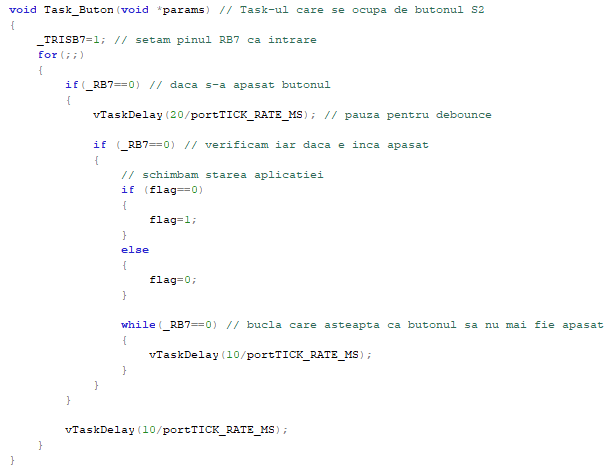 void Task_Buton(void *params) // Task-ul care se ocupa de butonul S2
{
    _TRISB7=1; // setam pinul RB7 ca intrare
    for(;;)
    {
        if(_RB7==0) // daca s-a apasat butonul
        {
            vTaskDelay(20/portTICK_RATE_MS); // pauza pentru debounce

            if (_RB7==0) // verificam iar daca e inca apasat
            {
                // schimbam starea aplicatiei
                if (flag==0)
                {
                    flag=1;
                }
                else
                {
                    flag=0;
                }

                while(_RB7==0) // bucla care asteapta ca butonul sa nu mai fie apasat
                {
                    vTaskDelay(10/portTICK_RATE_MS);
                }
            }
        }

        vTaskDelay(10/portTICK_RATE_MS);
    }
}